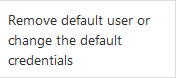 Remove default user or
change the default
credentials